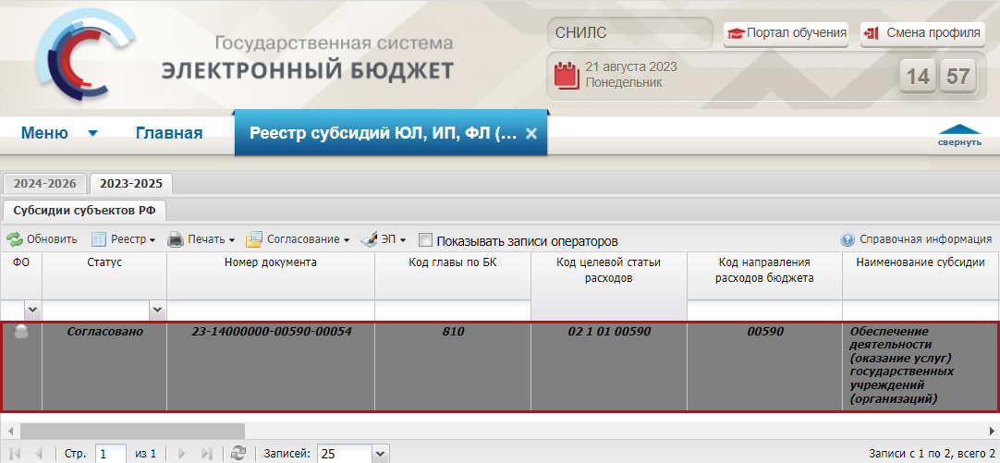 Государственная система
ЭЛЕКТРОННЫЙ БЮДЖЕТ
СНИЛС
Портал обучения
Смена профиля
21 августа 2023
Понедельник
14 57
Меню
Главная
Реестр субсидий ЮЛ, ИП, ФЛ (...
свернуть
2024-2026
2023-2025
Субсидии субъектов РФ
Обновить
Реестр
Печать
Согласование
ЭП
Показывать записи операторов
Справочная информация
ФО
Статус
Номер документа
Код главы по БК
Код целевой статьи
расходов
Код направления
расходов бюджета
Наименование субсидии
Согласовано
23-14000000-00590-00054
810
02 1 01 00590
00590
Обеспечение
деятельности
(оказание услуг)
государственных
учреждений
(организаций)
Стр.
1
из 1
Записей:
25
Записи с 1 по 2, всего 2